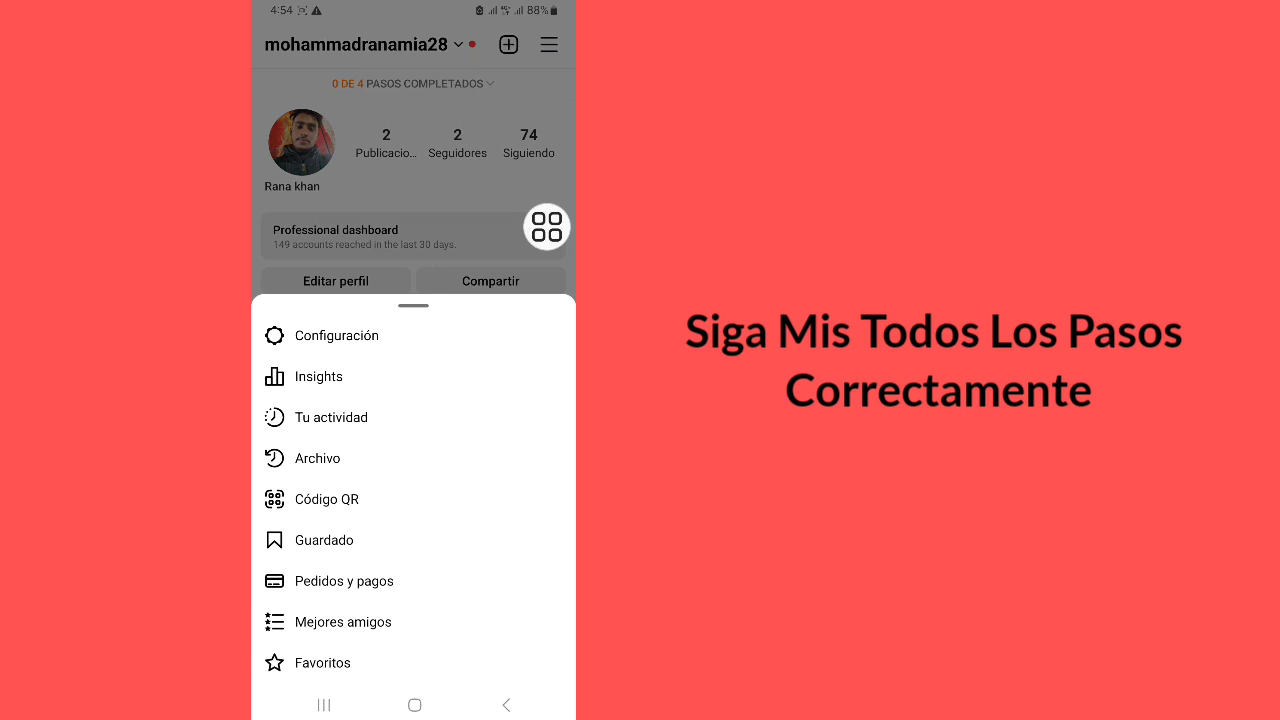 4:54
88%
mohammadranamia28
0 DE 4 PASOS COMPLETADOS
2
2
74
Publicacio...
Seguidores
Siguiendo
Rana khan
Professional dashboard
149 accounts reached in the last 30 days.
Editar perfil
Compartir
Configuración
Insights
Tu actividad
Archivo
Código QR
Guardado
Pedidos y pagos
Mejores amigos
Favoritos
Siga Mis Todos Los Pasos
Correctamente